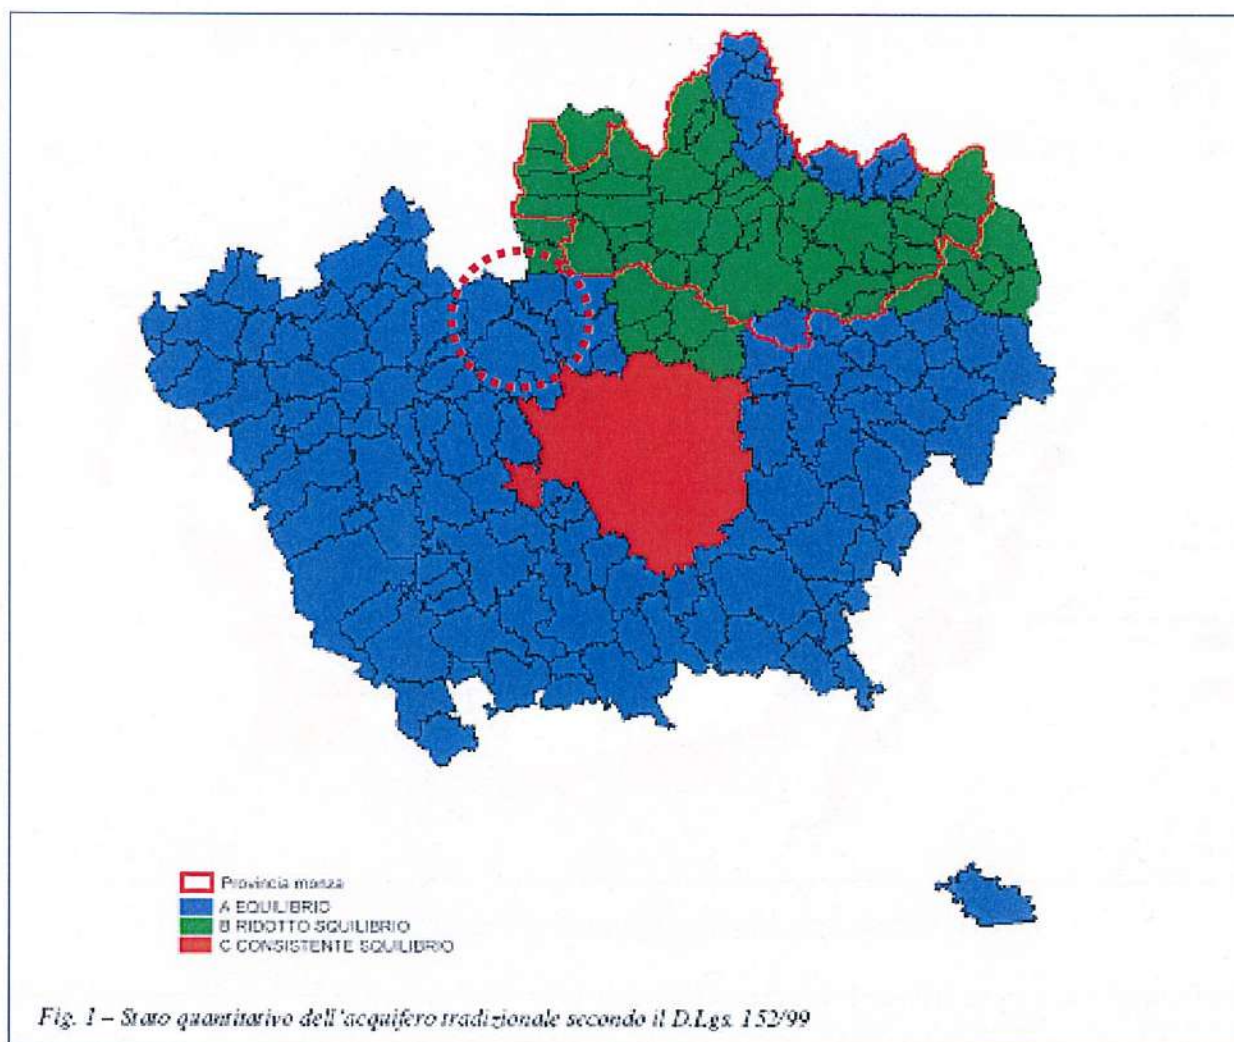 Provincia monza
A EQUILIBRIO
B RIDOTTO SQUILIBRIO
C CONSISTENTE SQUILIBRIO
Fig. 1 – Stato quantitativo dell'acquifero tradizionale secondo il D.Lgs. 152/99